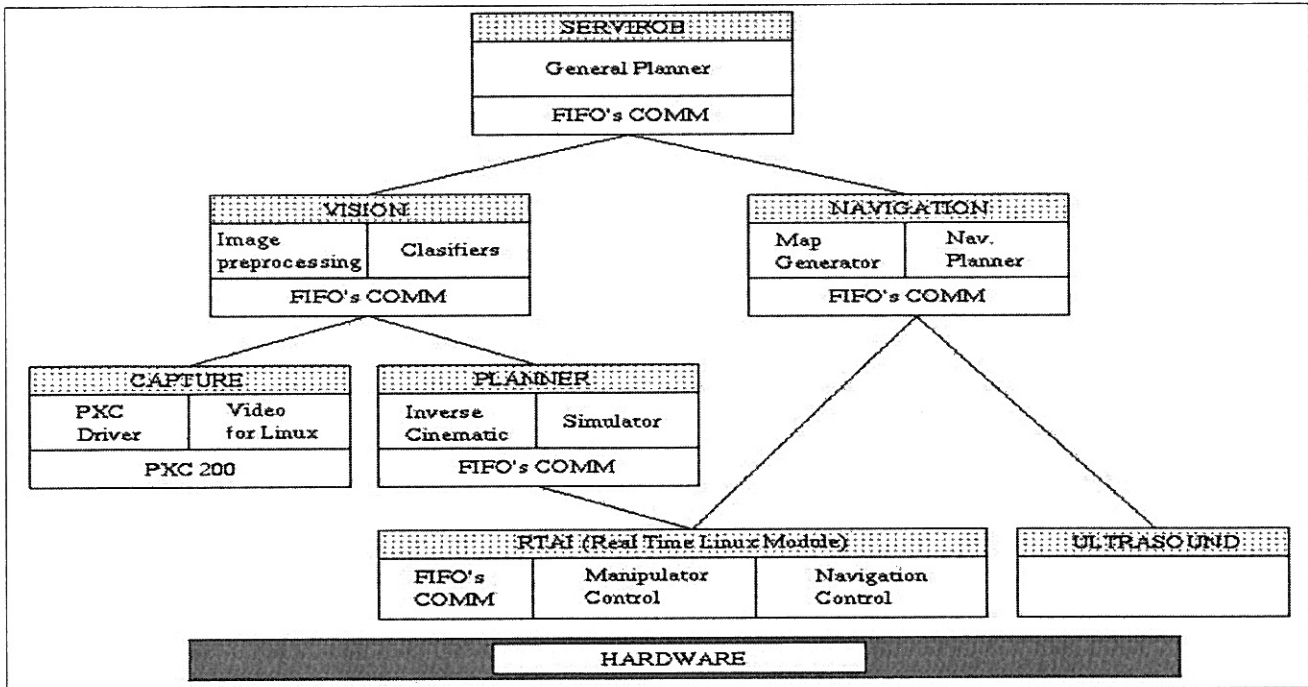 SERVIROB
General Planner
FIFO's COMM
VISION
Image
preprocessing
Clasifiers
FIFO's COMM
NAVIGATION
Map
Generator
Nav.
Planner
FIFO's COMM
CAPTURE
PXC
Driver
Video
for Linux
PXC 200
PLANNER
Inverse
Cinematic
Simulator
FIFO's COMM
RTAI (Real Time Linux Module)
FIFO's
COMM
Manipulator
Control
Navigation
Control
ULTRASOUND
HARDWARE